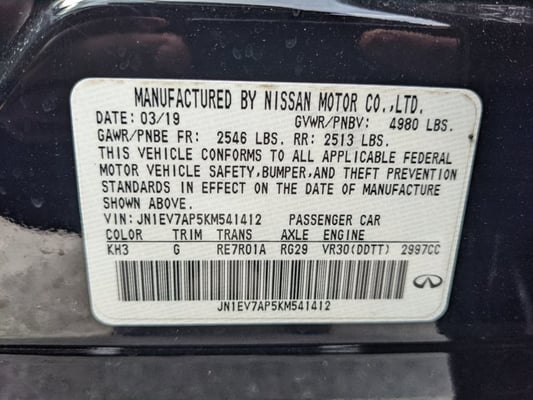 MANUFACTURED BY NISSAN MOTOR CO.,LTD.
DATE: 03/19 GVWR/PNBV: 4980 LBS.
GAWR/PNBE FR: 2546 LBS. RR: 2513 LBS.
THIS VEHICLE CONFORMS TO ALL APPLICABLE FEDERAL
MOTOR VEHICLE SAFETY,BUMPER,AND THEFT PREVENTION
STANDARDS IN EFFECT ON THE DATE OF MANUFACTURE
SHOWN ABOVE.
VIN: JN1EV7AP5KM541412 PASSENGER CAR
COLOR TRIM TRANS AXLE ENGINE
KH3 G RE7R01A RG29 VR30(DDTT) 2997CC
JN1EV7AP5KM541412